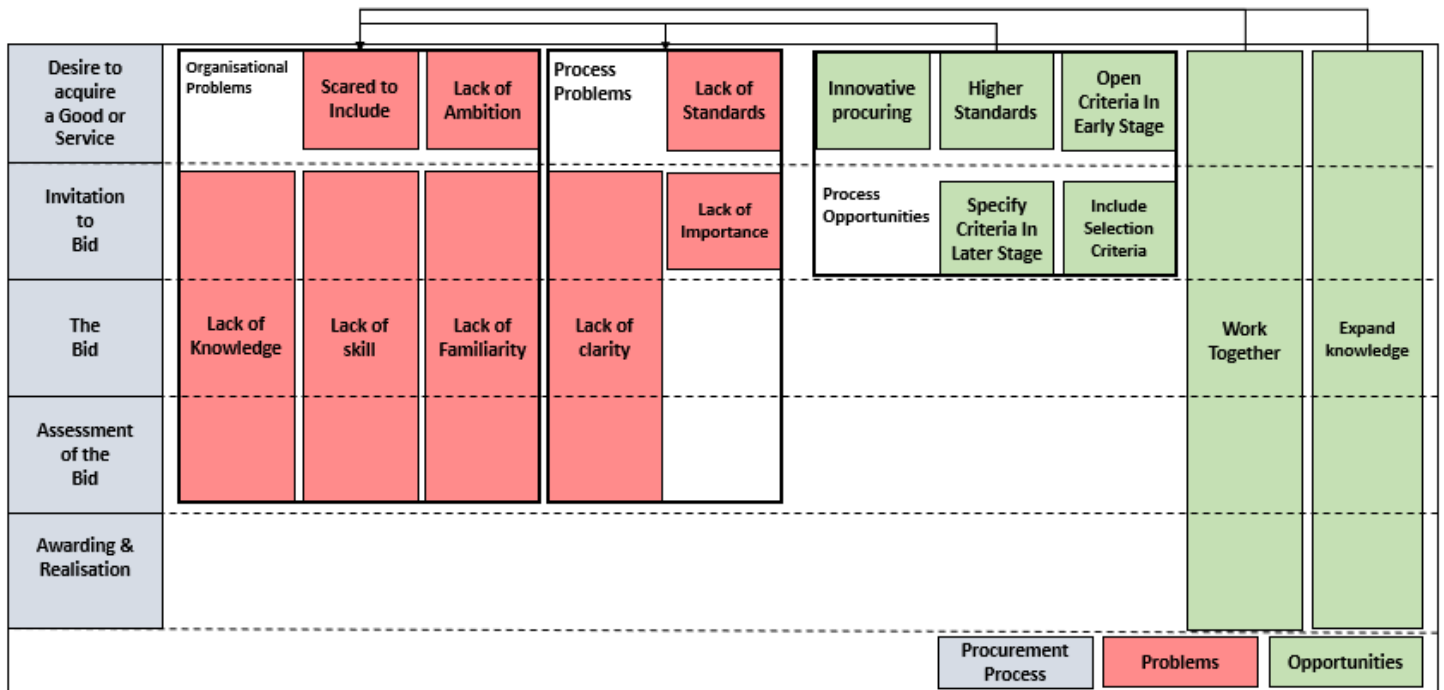 Desire to
acquire
a Good or
Service
Organisational
Problems
Scared to
Include
Lack of
Ambition
Process
Problems
Lack of
Standards
Innovative
procuring
Higher
Standards
Open
Criteria In
Early Stage
Invitation
to
Bid
Lack of
Importance
Process
Opportunities
Specify
Criteria In
Later Stage
Include
Selection
Criteria
The
Bid
Lack of
Knowledge
Lack of
skill
Lack of
Familiarity
Lack of
clarity
Work
Together
Expand
knowledge
Assessment
of the
Bid
Awarding &
Realisation
Procurement
Process
Problems
Opportunities